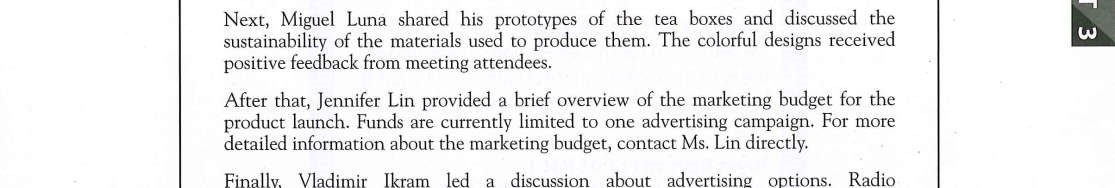 Next, Miguel Luna shared his prototypes of the tea boxes and discussed the
sustainability of the materials used to produce them. The colorful designs received
positive feedback from meeting attendees.
After that, Jennifer Lin provided a brief overview of the marketing budget for the
product launch. Funds are currently limited to one advertising campaign. For more
detailed information about the marketing budget, contact Ms. Lin directly.
Finally, Vladimir Ikram led a discussion about advertising options. Radio
3